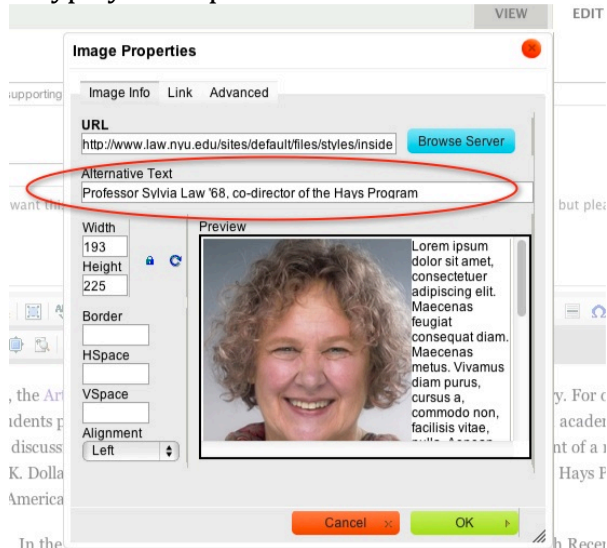 VIEW EDIT
Image Properties
supporting
Image Info Link Advanced
URL
http://www.law.nyu.edu/sites/default/files/styles/inside
Browse Server
Alternative Text
Professor Sylvia Law '68, co-director of the Hays Program
want
but plea
Width
193
Height
225
Border
HSpace
VSpace
Alignment
Left
Preview
Lorem ipsum
dolor sit amet,
consectetuer
adipiscing elit.
Maecenas
feugiat
consequat diam.
Maecenas
metus. Vivamus
diam purus,
cursus a,
commodo non,
facilisis vitae,
, the Ar
ry. For
idents p
academ
discuss
nt of a
K. Dolla
Hays P
America
Cancel
OK
In the
h Recen